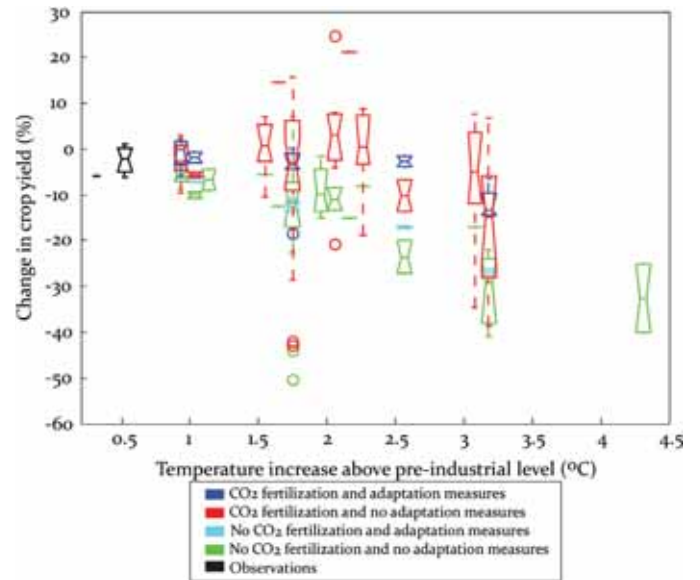 30
20
10
0
-10
-20
-30
-40
-50
-60
Change in crop yield (%)
0.5 1 1.5 2 2.5 3 3.5 4 4.5
Temperature increase above pre-industrial level (ºC)
CO2 fertilization and adaptation measures
CO2 fertilization and no adaptation measures
No CO2 fertilization and adaptation measures
No CO2 fertilization and no adaptation measures
Observations